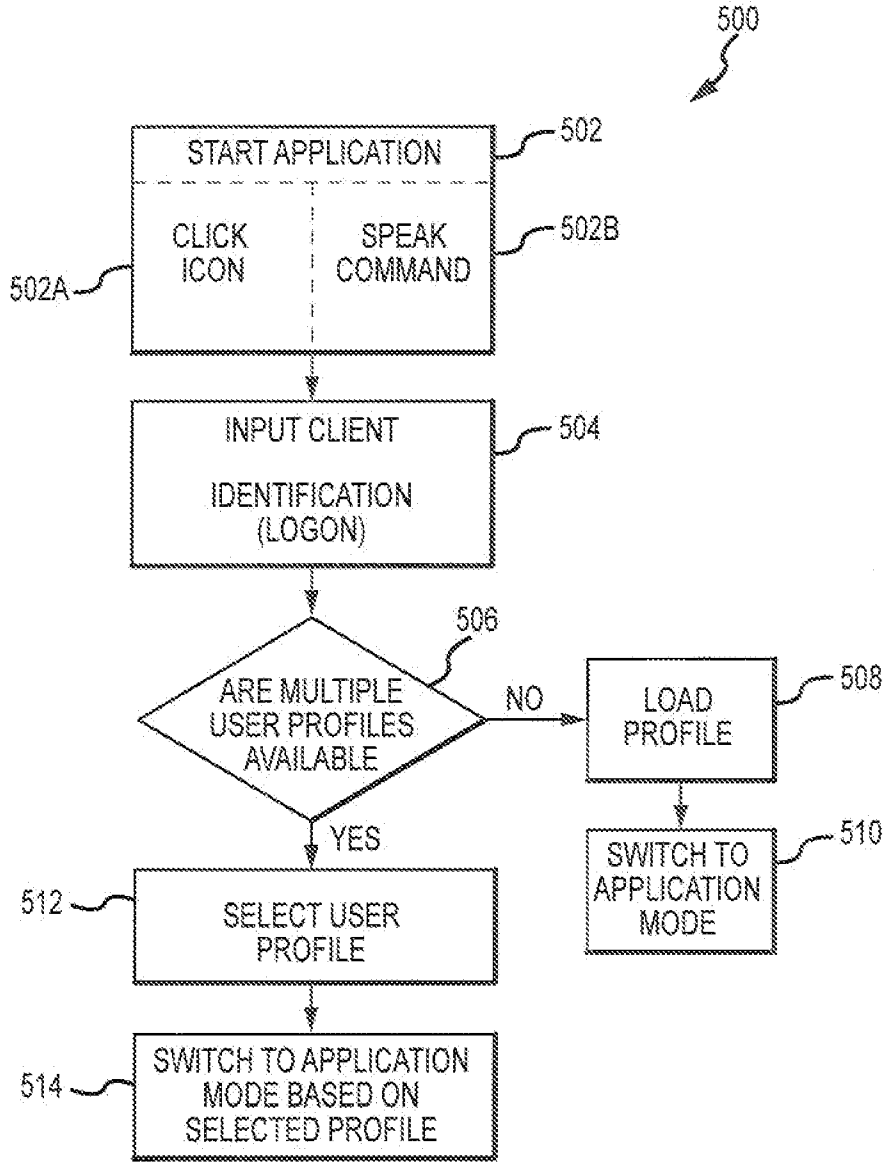 500
START APPLICATION
502
CLICK
ICON
SPEAK
COMMAND
502B
502A
INPUT CLIENT
IDENTIFICATION
(LOGON)
504
506
ARE MULTIPLE
USER PROFILES
AVAILABLE
NO
LOAD
PROFILE
508
YES
SWITCH TO
APPLICATION
MODE
510
512
SELECT USER
PROFILE
514
SWITCH TO APPLICATION
MODE BASED ON
SELECTED PROFILE